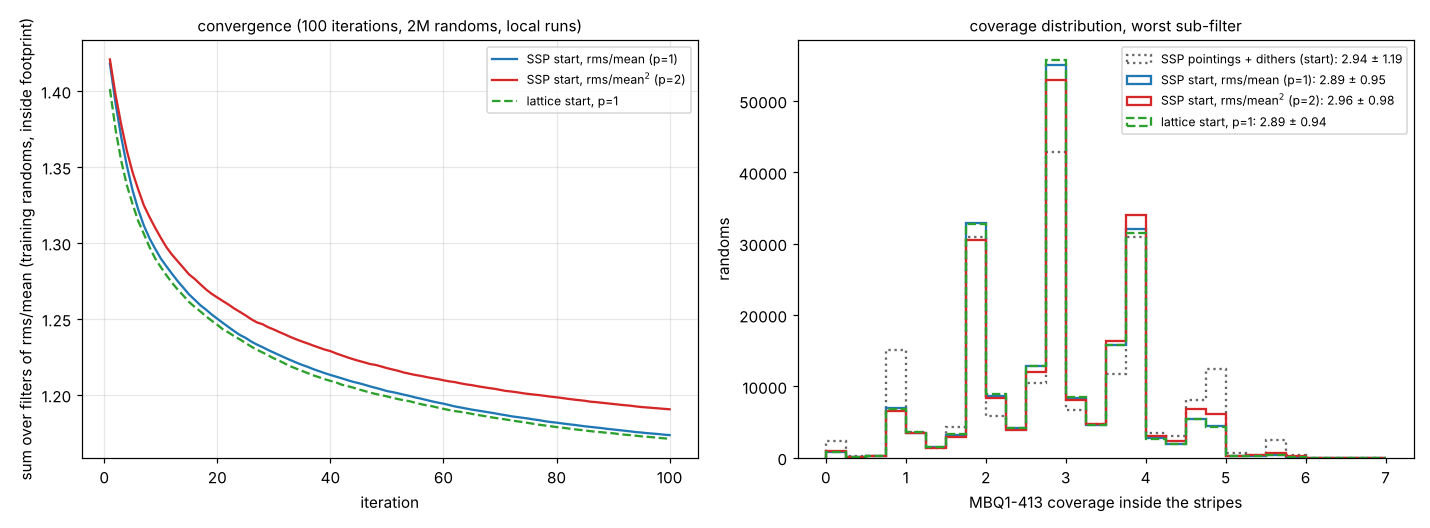 convergence (100 iterations, 2M randoms, local runs)
sum over filters of rms/mean (training randoms, inside footprint)
1.40
1.35
1.30
1.25
1.20
0
20
40
60
80
100
iteration
SSP start, rms/mean (p=1)
SSP start, rms/mean² (p=2)
lattice start, p=1
coverage distribution, worst sub-filter
randoms
50000
40000
30000
20000
10000
0
0
1
2
3
4
5
6
7
MBQ1-413 coverage inside the stripes
SSP pointings + dithers (start): 2.94 ± 1.19
SSP start, rms/mean (p=1): 2.89 ± 0.95
SSP start, rms/mean² (p=2): 2.96 ± 0.98
lattice start, p=1: 2.89 ± 0.94